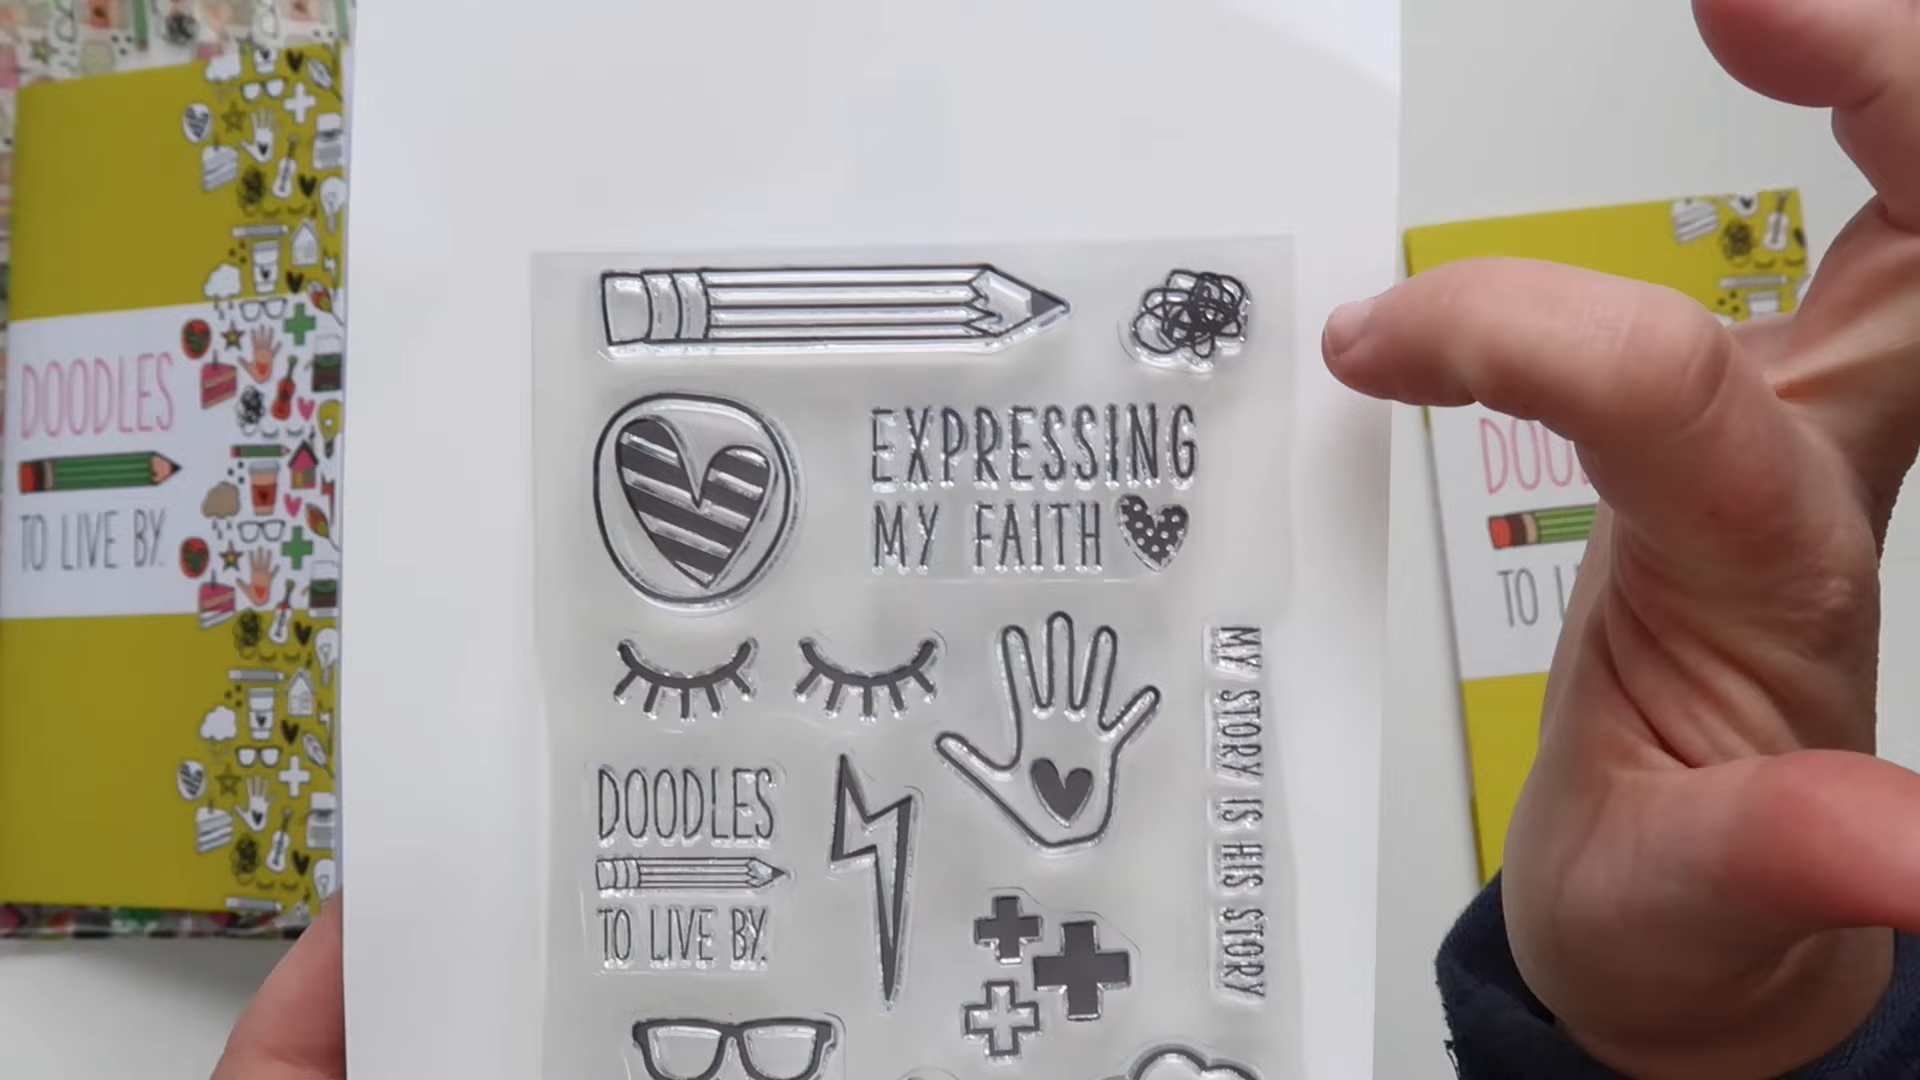 DOODLES
TO LIVE BY.
EXPRESSING
MY FAITH
MY STORY IS HIS STORY
DOODLES
TO LIVE BY.